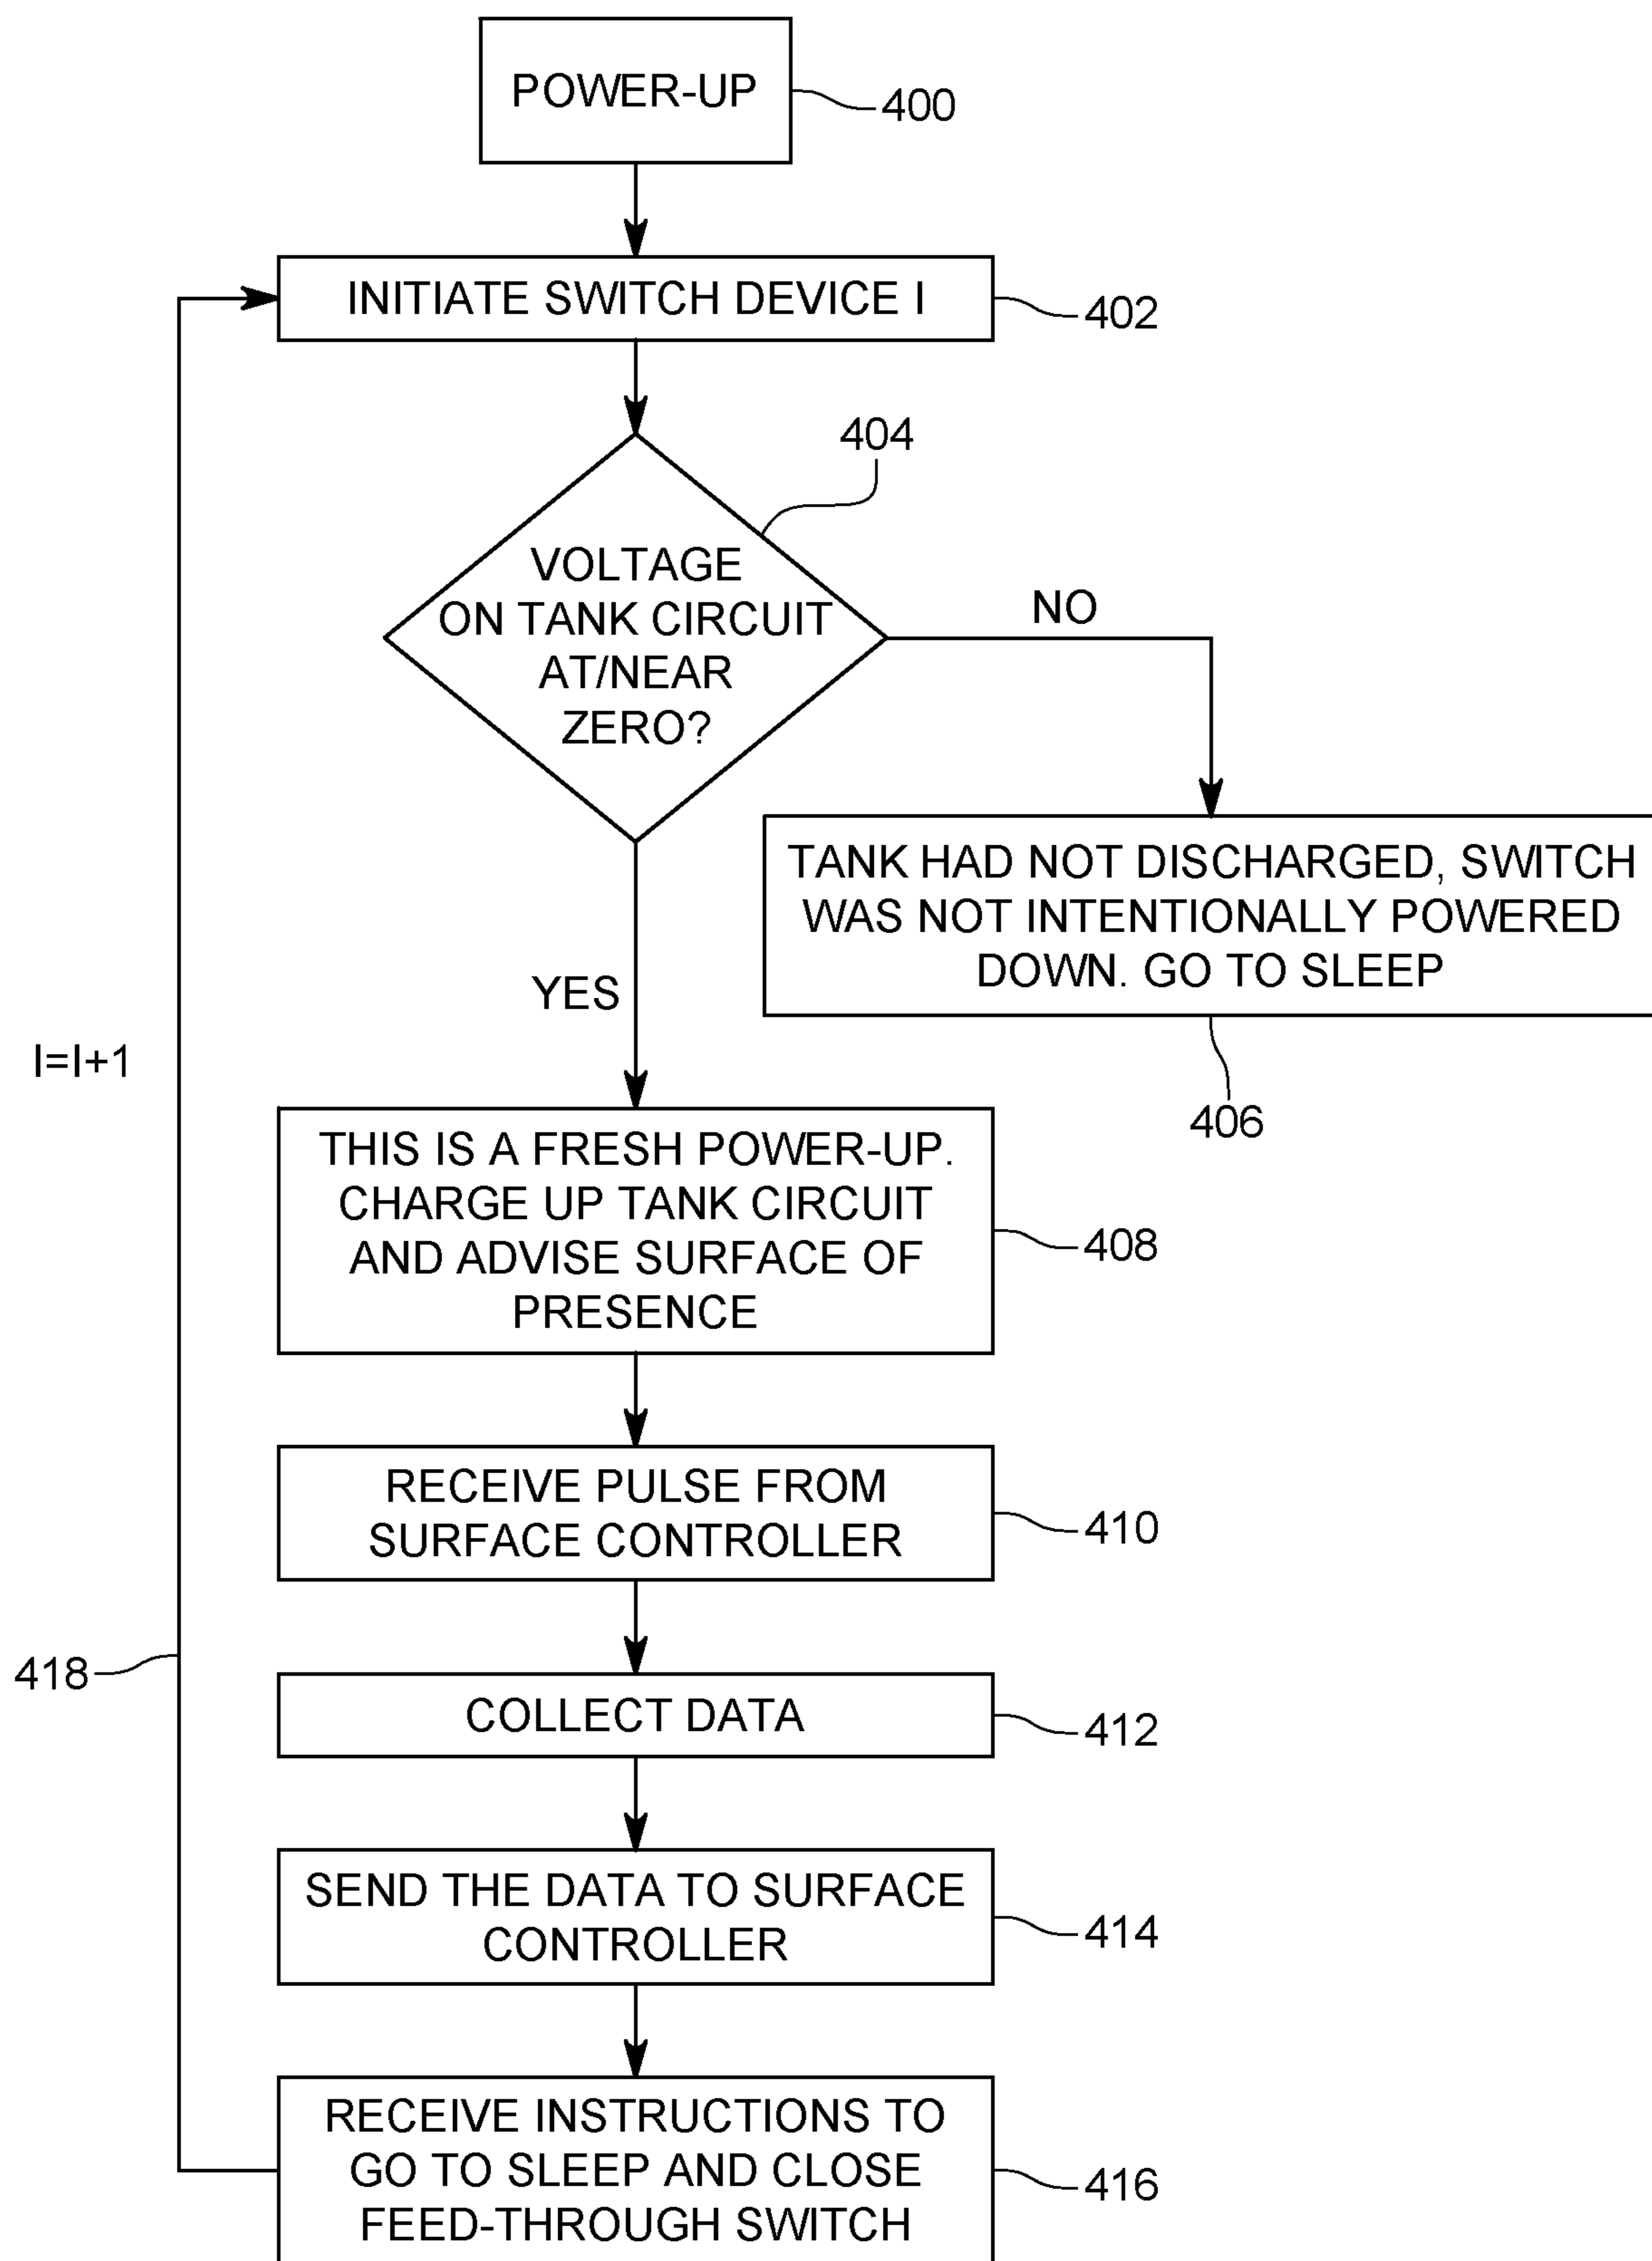 POWER-UP
400
INITIATE SWITCH DEVICE I
402
404
VOLTAGE
ON TANK CIRCUIT
AT/NEAR
ZERO?
NO
TANK HAD NOT DISCHARGED, SWITCH
WAS NOT INTENTIONALLY POWERED
DOWN. GO TO SLEEP
406
YES
I=I+1
THIS IS A FRESH POWER-UP.
CHARGE UP TANK CIRCUIT
AND ADVISE SURFACE OF
PRESENCE
408
RECEIVE PULSE FROM
SURFACE CONTROLLER
410
418
COLLECT DATA
412
SEND THE DATA TO SURFACE
CONTROLLER
414
RECEIVE INSTRUCTIONS TO
GO TO SLEEP AND CLOSE
FEED-THROUGH SWITCH
416